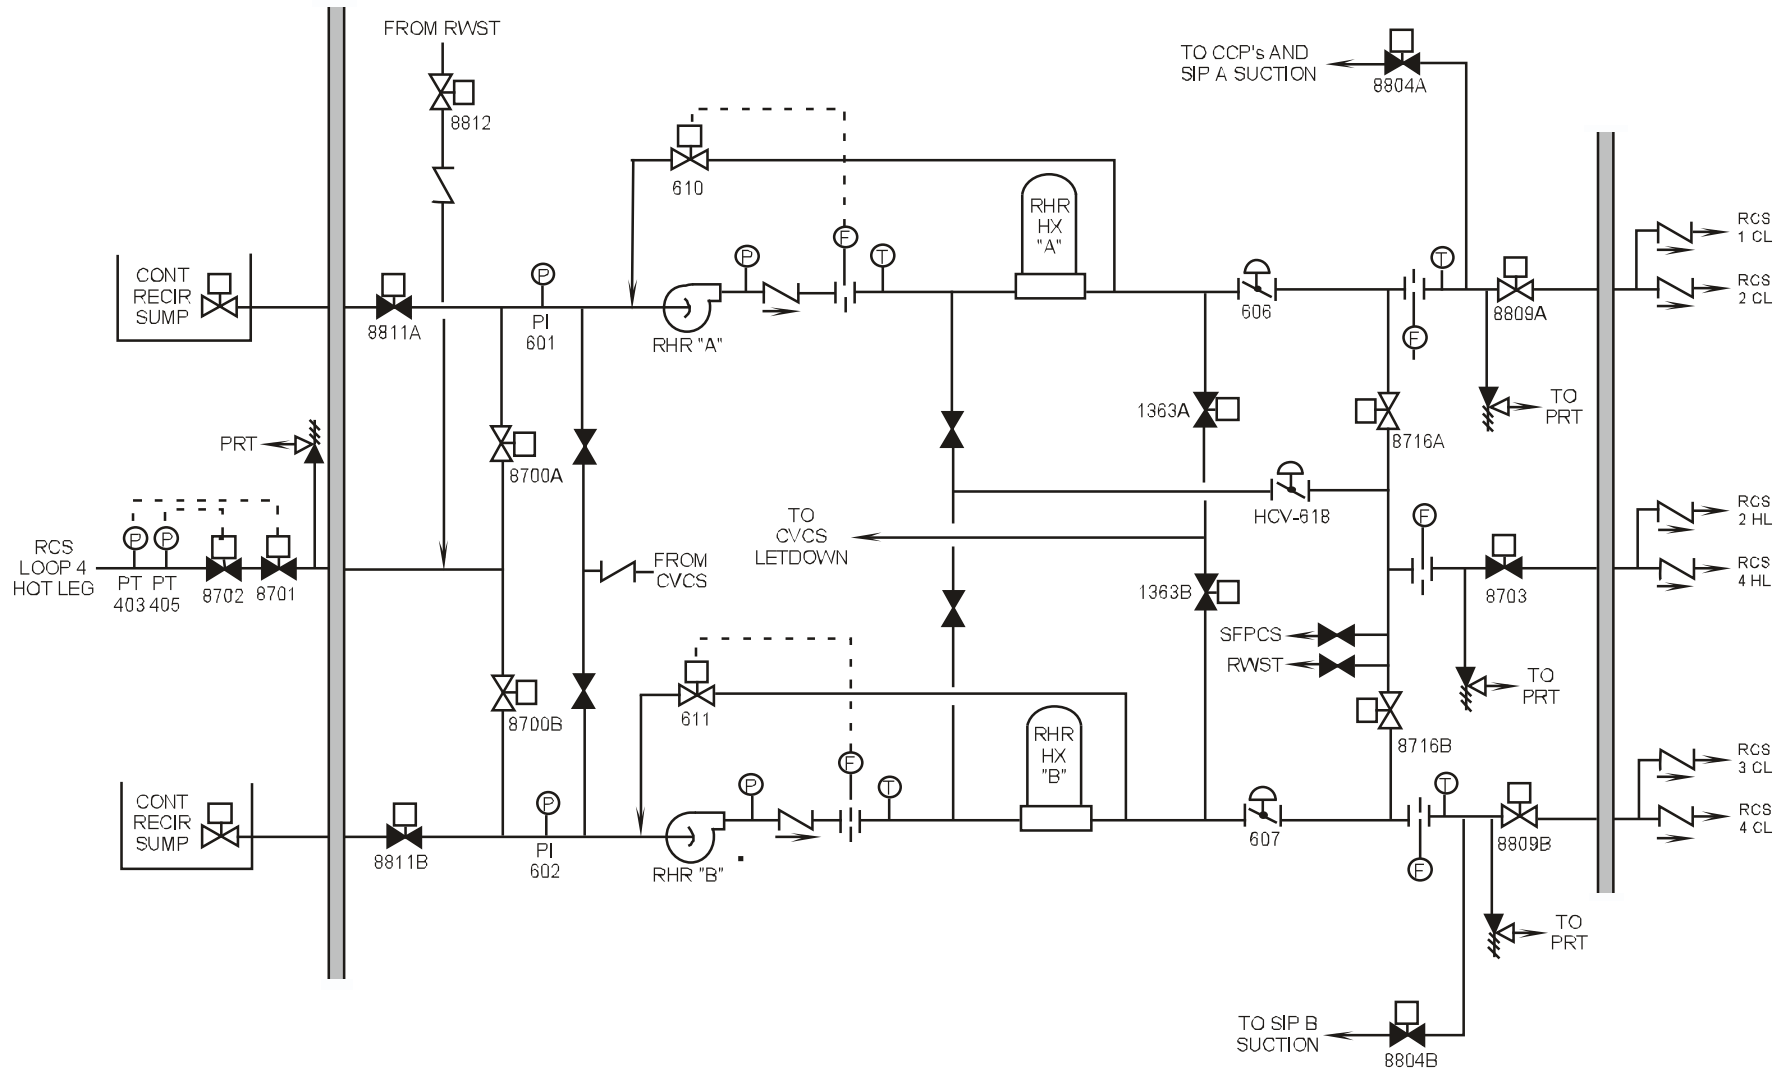 FROM RWST
8812
TO CCP's AND
SIP A SUCTION
8804A
610
F
RHR
HX
"A"
RCS
1 CL
RCS
2 CL
CONT
RECIR
SUMP
8811A
P
PI
601
P
T
RHR "A"
606
T
F
8809A
TO
PRT
1363A
8716A
PRT
8700A
HCV-618
RCS
2 HL
RCS
4 HL
TO
CVCS
LETDOWN
F
RCS
LOOP 4
HOT LEG
P
P
PT
403
PT
405
8702
8701
FROM
CVCS
1363B
8703
SFPCS
RWST
TO
PRT
8700B
611
F
RHR
HX
"B"
8716B
RCS
3 CL
RCS
4 CL
CONT
RECIR
SUMP
8811B
P
PI
602
P
T
RHR "B"
607
T
F
8809B
TO
PRT
TO SIP B
SUCTION
8804B